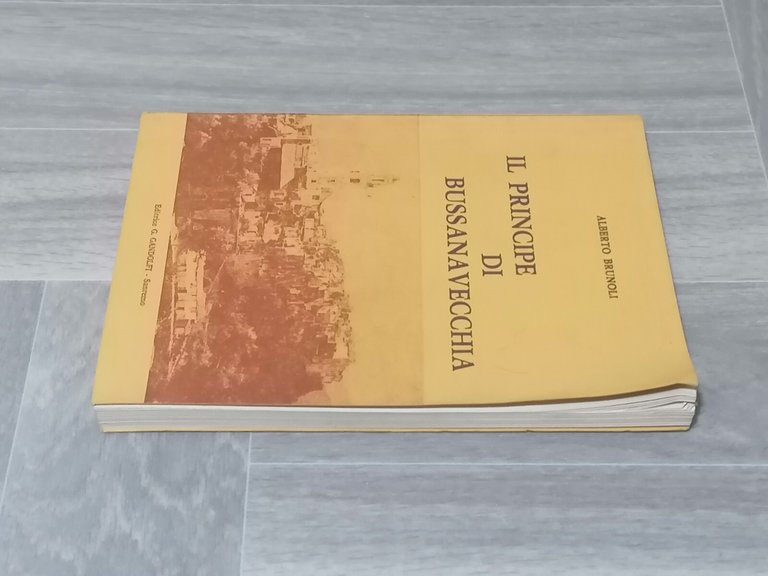 ALBERTO BRUNOLI
IL PRINCIPE
DI
BUSSANAVECCHIA
Editrice G. GANDOLFI - Sanremo